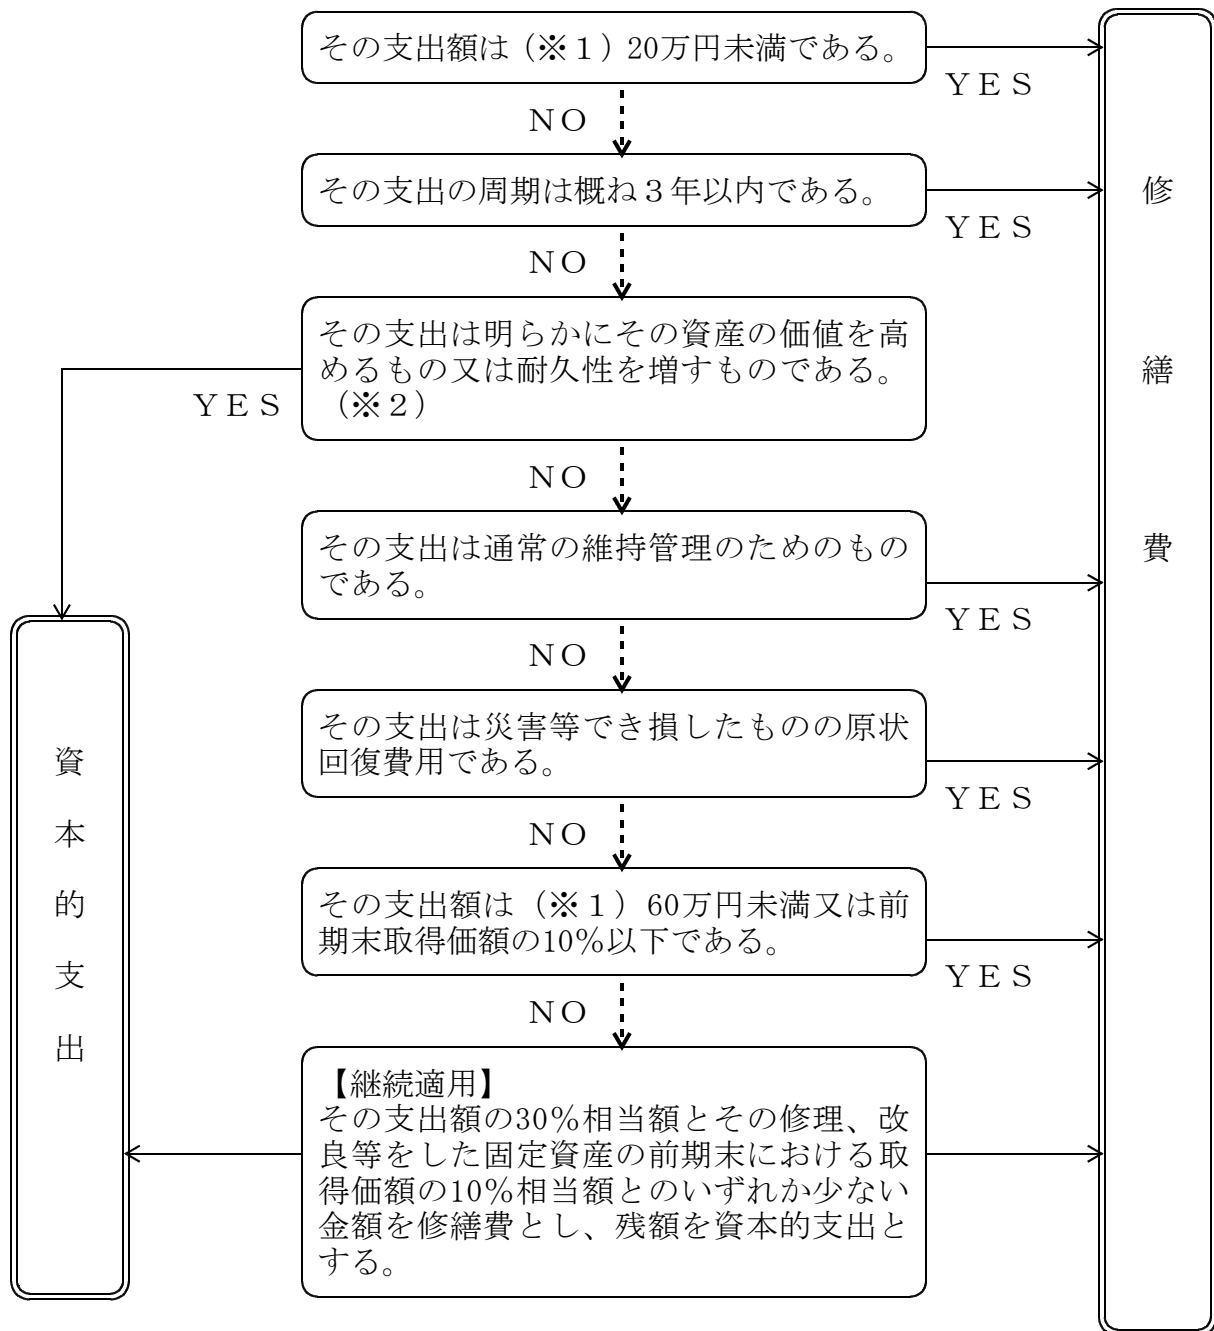 その支出額は（※１）20万円未満である。
ＹＥＳ
ＮＯ
その支出の周期は概ね３年以内である。
ＹＥＳ
ＮＯ
その支出は明らかにその資産の価値を高
めるもの又は耐久性を増すものである。
（※２）
ＹＥＳ
ＮＯ
その支出は通常の維持管理のためのもの
である。
ＹＥＳ
ＮＯ
その支出は災害等でき損したものの原状
回復費用である。
ＹＥＳ
ＮＯ
その支出額は（※１）60万円未満又は前
期末取得価額の10％以下である。
ＹＥＳ
ＮＯ
【継続適用】
その支出額の30％相当額とその修理、改
良等をした固定資産の前期末における取
得価額の10％相当額とのいずれか少ない
金額を修繕費とし、残額を資本的支出と
する。
資本的支出
修繕費